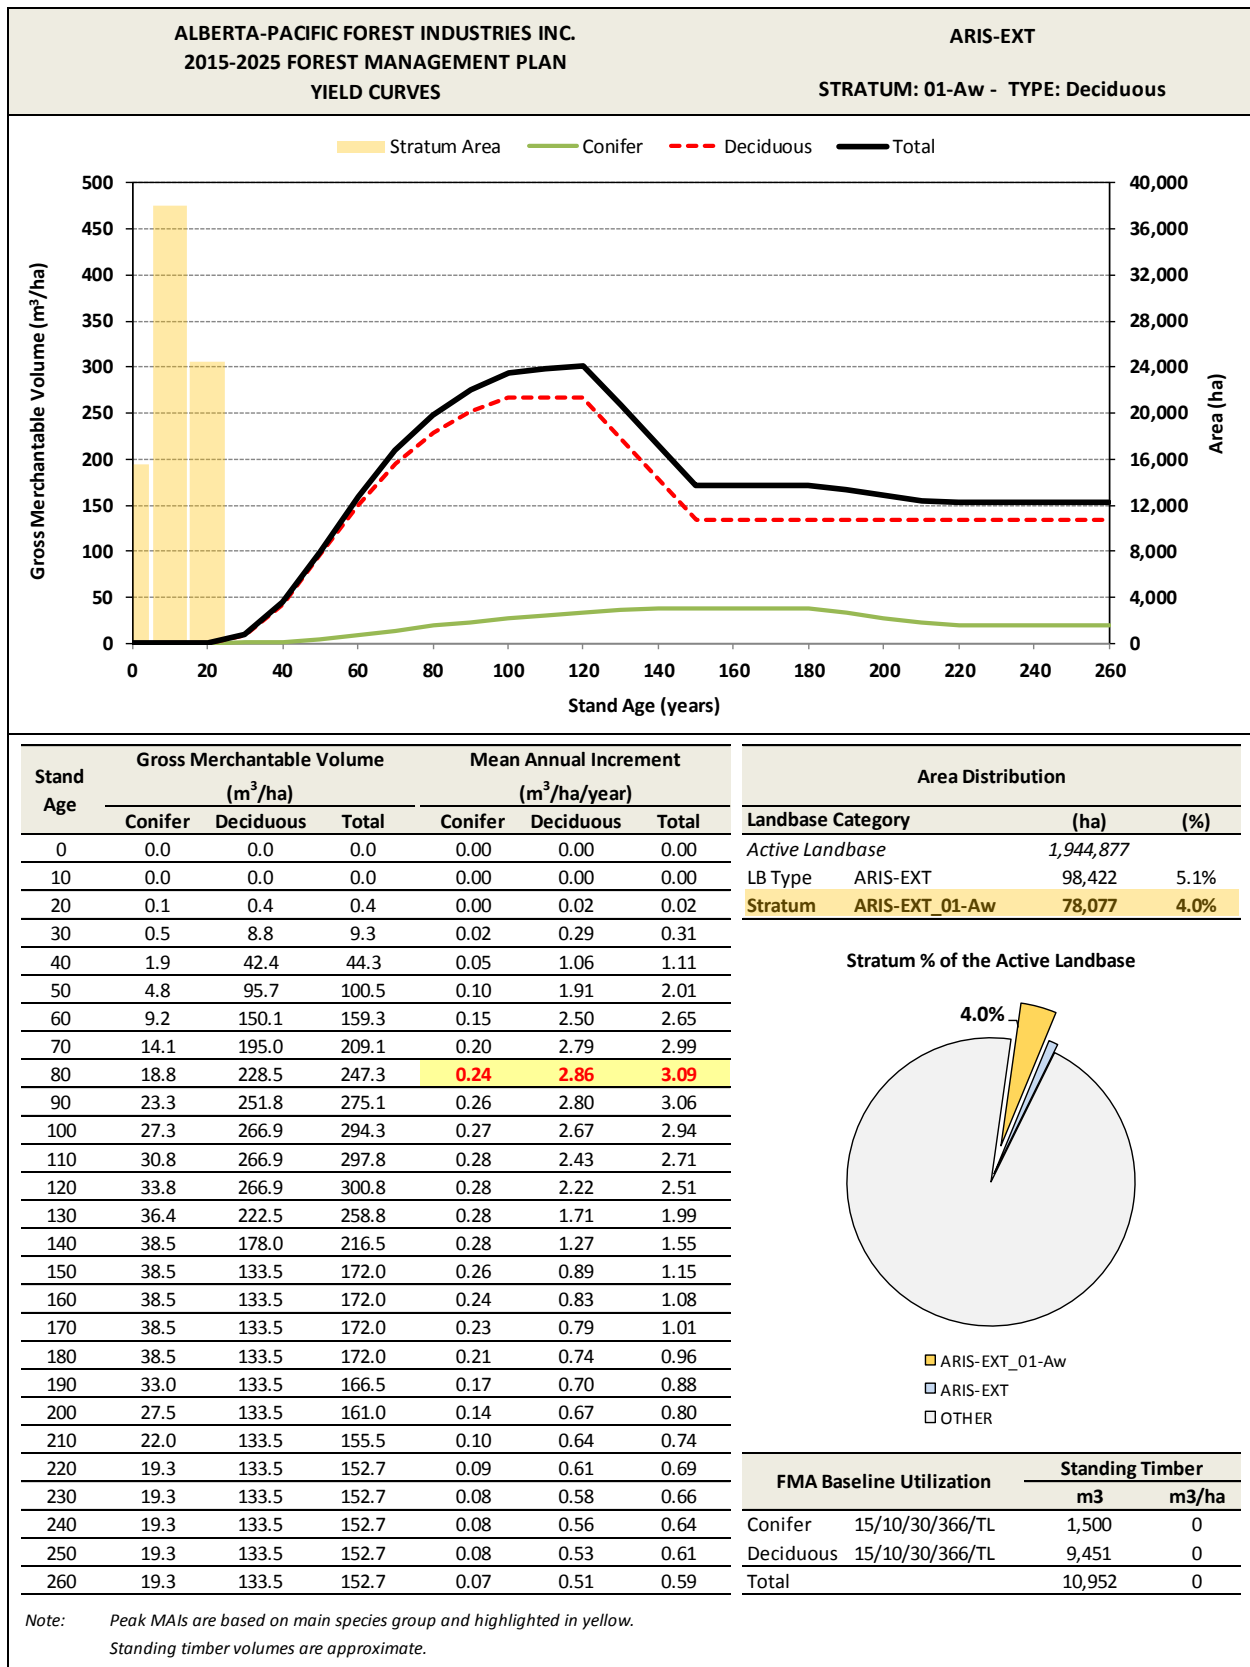 ALBERTA-PACIFIC FOREST INDUSTRIES INC.
2015-2025 FOREST MANAGEMENT PLAN
YIELD CURVES
ARIS-EXT
STRATUM: 01-Aw - TYPE: Deciduous
Stratum Area Conifer Deciduous Total
Gross Merchantable Volume (m³/ha)
500
450
400
350
300
250
200
150
100
50
0
40,000
36,000
32,000
28,000
24,000
20,000
16,000
12,000
8,000
4,000
0
Area (ha)
0 20 40 60 80 100 120 140 160 180 200 220 240 260
Stand Age (years)
Stand Age
Gross Merchantable Volume (m³/ha)
Mean Annual Increment (m³/ha/year)
Conifer Deciduous Total Conifer Deciduous Total
0 0.0 0.0 0.0 0.00 0.00 0.00
10 0.0 0.0 0.0 0.00 0.00 0.00
20 0.1 0.4 0.4 0.00 0.02 0.02
30 0.5 8.8 9.3 0.02 0.29 0.31
40 1.9 42.4 44.3 0.05 1.06 1.11
50 4.8 95.7 100.5 0.10 1.91 2.01
60 9.2 150.1 159.3 0.15 2.50 2.65
70 14.1 195.0 209.1 0.20 2.79 2.99
80 18.8 228.5 247.3 0.24 2.86 3.09
90 23.3 251.8 275.1 0.26 2.80 3.06
100 27.3 266.9 294.3 0.27 2.67 2.94
110 30.8 266.9 297.8 0.28 2.43 2.71
120 33.8 266.9 300.8 0.28 2.22 2.51
130 36.4 222.5 258.8 0.28 1.71 1.99
140 38.5 178.0 216.5 0.28 1.27 1.55
150 38.5 133.5 172.0 0.26 0.89 1.15
160 38.5 133.5 172.0 0.24 0.83 1.08
170 38.5 133.5 172.0 0.23 0.79 1.01
180 38.5 133.5 172.0 0.21 0.74 0.96
190 33.0 133.5 166.5 0.17 0.70 0.88
200 27.5 133.5 161.0 0.14 0.67 0.80
210 22.0 133.5 155.5 0.10 0.64 0.74
220 19.3 133.5 152.7 0.09 0.61 0.69
230 19.3 133.5 152.7 0.08 0.58 0.66
240 19.3 133.5 152.7 0.08 0.56 0.64
250 19.3 133.5 152.7 0.08 0.53 0.61
260 19.3 133.5 152.7 0.07 0.51 0.59
Area Distribution
Landbase Category (ha) (%)
Active Landbase 1,944,877
LB Type ARIS-EXT 98,422 5.1%
Stratum ARIS-EXT_01-Aw 78,077 4.0%
Stratum % of the Active Landbase
4.0%
ARIS-EXT_01-Aw
ARIS-EXT
OTHER
FMA Baseline Utilization Standing Timber
m3 m3/ha
Conifer 15/10/30/366/TL 1,500 0
Deciduous 15/10/30/366/TL 9,451 0
Total 10,952 0
Note: Peak MAIs are based on main species group and highlighted in yellow.
Standing timber volumes are approximate.